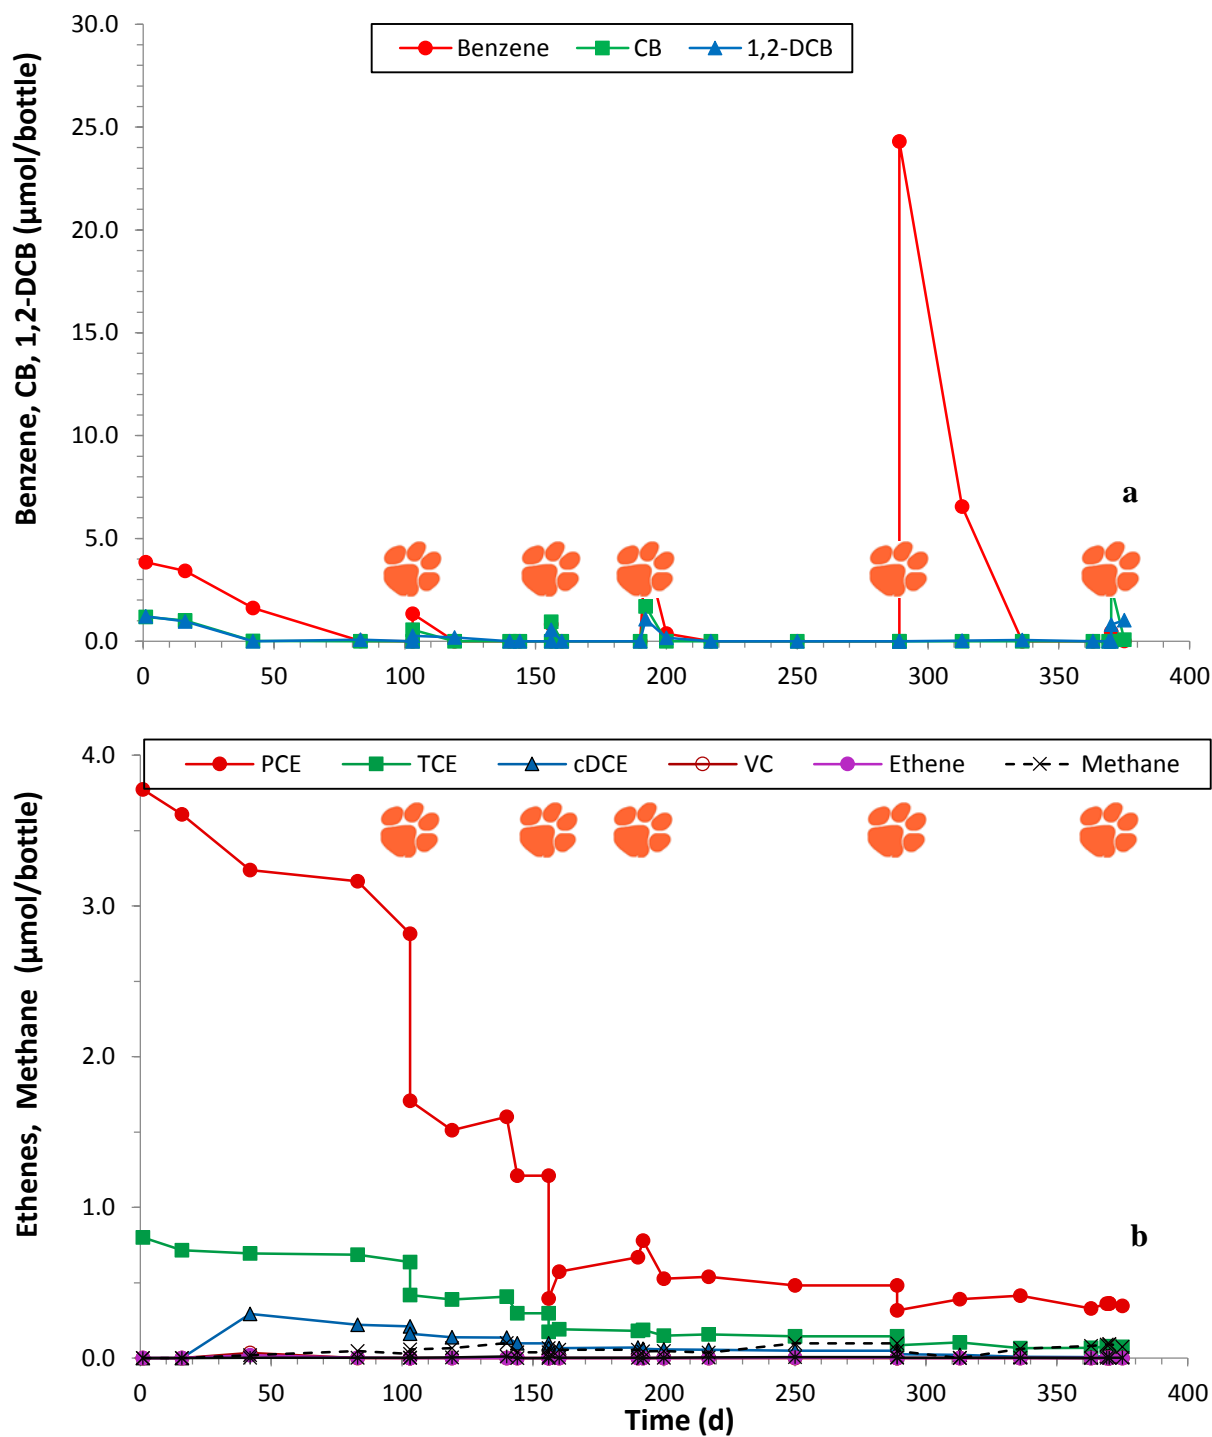 30.0
25.0
20.0
15.0
10.0
5.0
0.0
Benzene, CB, 1,2-DCB (µmol/bottle)
Benzene CB 1,2-DCB
a
0 50 100 150 200 250 300 350 400
4.0
3.0
2.0
1.0
0.0
Ethenes, Methane (µmol/bottle)
PCE TCE cDCE VC Ethene Methane
b
0 50 100 150 200 250 300 350 400
Time (d)